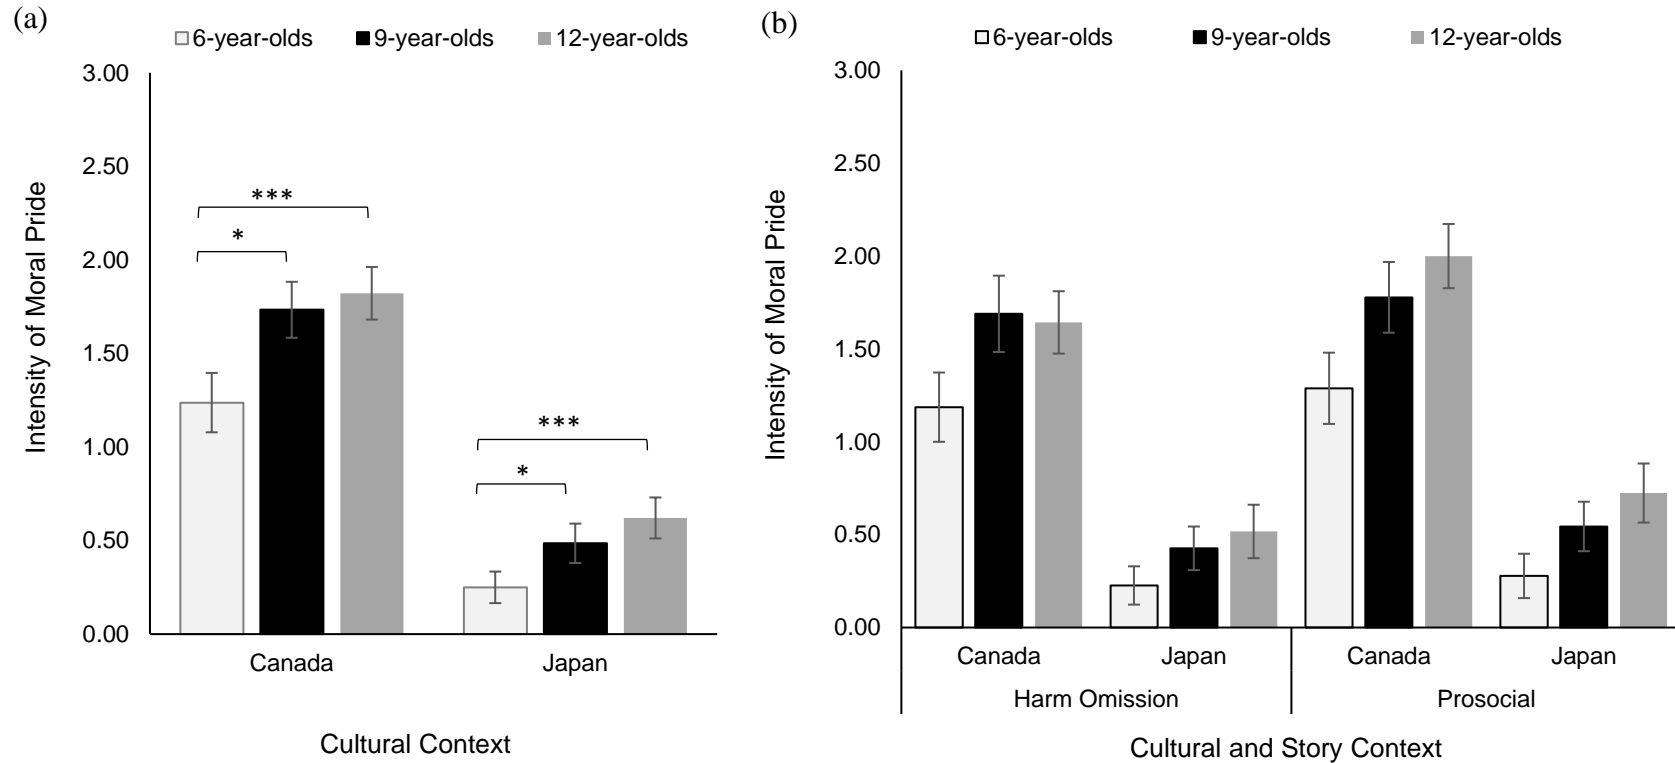 (a)
6-year-olds 9-year-olds 12-year-olds
3.00
2.50
2.00
1.50
1.00
0.50
0.00
Intensity of Moral Pride
***
*
***
*
Canada Japan
Cultural Context
(b)
6-year-olds 9-year-olds 12-year-olds
3.00
2.50
2.00
1.50
1.00
0.50
0.00
Intensity of Moral Pride
Canada Japan Canada Japan
Harm Omission Prosocial
Cultural and Story Context